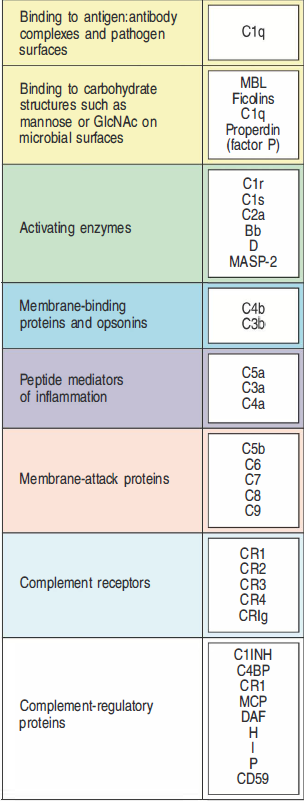 Binding to antigen:antibody
complexes and pathogen
surfaces
C1q
Binding to carbohydrate
structures such as
mannose or GlcNAc on
microbial surfaces
MBL
Ficolins
C1q
Properdin
(factor P)
Activating enzymes
C1r
C1s
C2a
Bb
D
MASP-2
Membrane-binding
proteins and opsonins
C4b
C3b
Peptide mediators
of inflammation
C5a
C3a
C4a
Membrane-attack proteins
C5b
C6
C7
C8
C9
Complement receptors
CR1
CR2
CR3
CR4
CRIg
Complement-regulatory
proteins
C1INH
C4BP
CR1
MCP
DAF
H
I
P
CD59